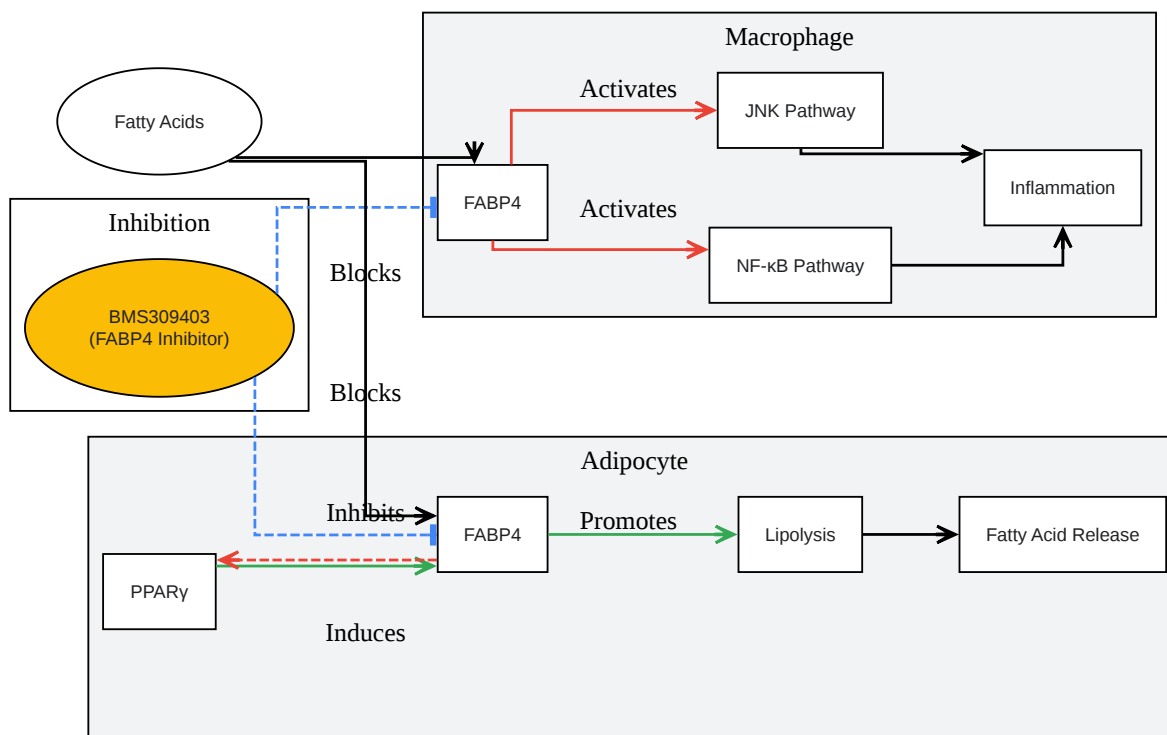 Macrophage
Activates
JNK Pathway
Fatty Acids
Inflammation
FABP4
Activates
Inhibition
NF-κB Pathway
Blocks
BMS309403
(FABP4 Inhibitor)
Blocks
Adipocyte
Inhibits
FABP4
Promotes
Lipolysis
Fatty Acid Release
PPARγ
Induces